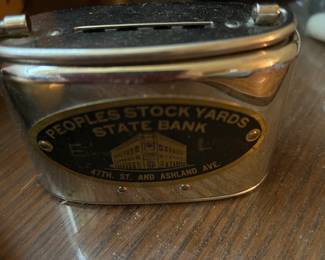 PEOPLES STOCK YARDS
STATE BANK
47TH. ST. AND ASHLAND AVE.